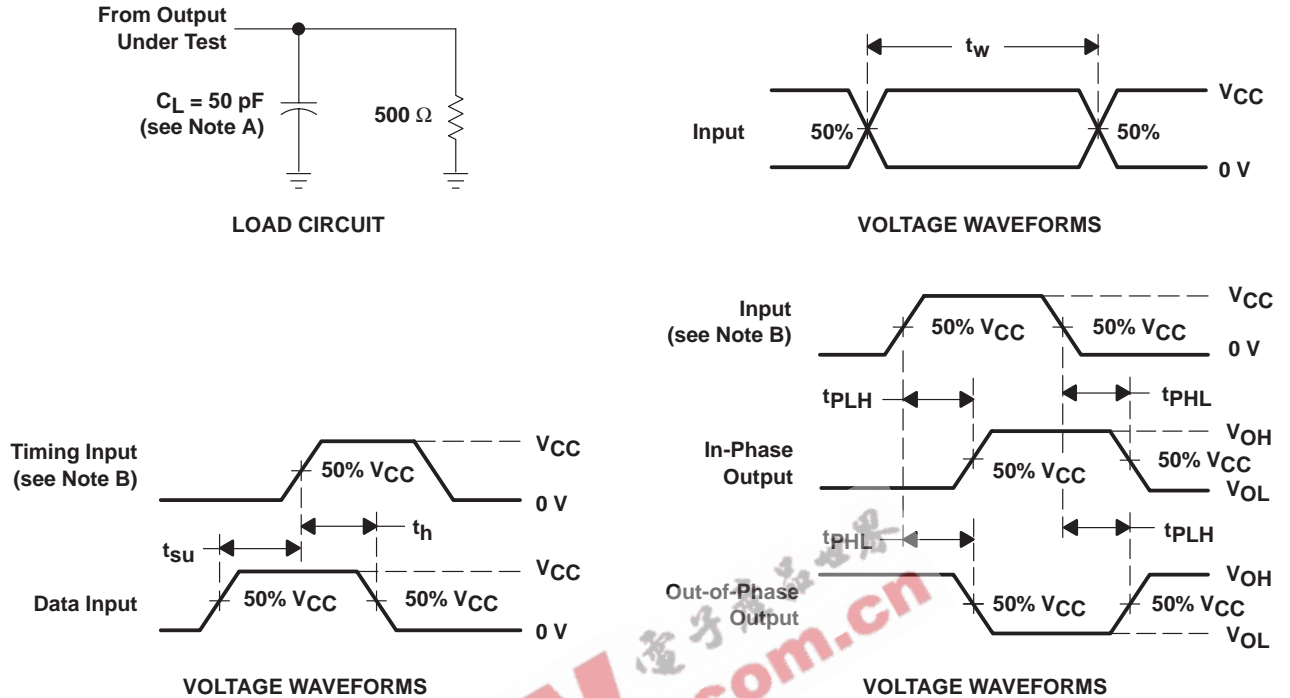 From Output
Under Test
CL = 50 pF
(see Note A)
500 Ω
LOAD CIRCUIT
tw
Input
50%
50%
VCC
0 V
VOLTAGE WAVEFORMS
Timing Input
(see Note B)
50% VCC
VCC
0 V
th
tsu
Data Input
50% VCC
50% VCC
VCC
0 V
VOLTAGE WAVEFORMS
Input
(see Note B)
50% VCC
50% VCC
VCC
0 V
tPLH
tPHL
In-Phase
Output
50% VCC
50% VCC
VOH
VOL
tPHL
tPLH
Out-of-Phase
Output
50% VCC
50% VCC
VOH
VOL
VOLTAGE WAVEFORMS
com.cn